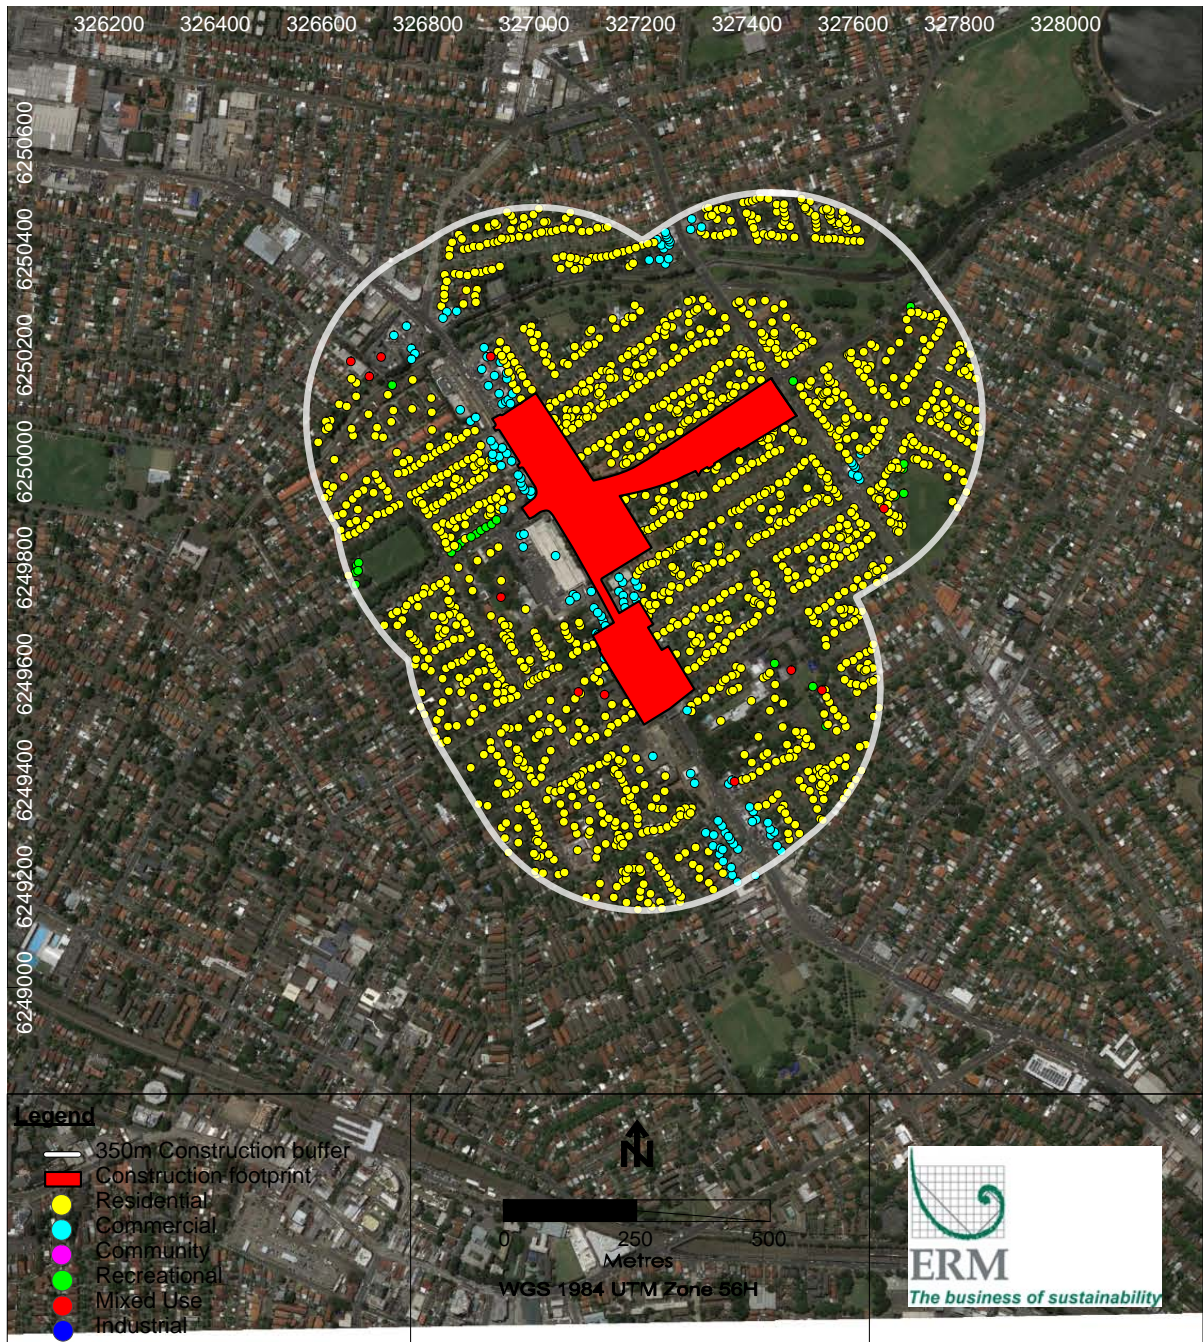 326200 326400 326600 326800 327000 327200 327400 327600 327800 328000
6250600
6250400
6250200
6250000
6249800
6249600
6249400
6249200
6249000
Legend
350m Construction buffer
Construction footprint
Residential
Commercial
Community
Recreational
Mixed Use
Industrial
N
0 250 500
Metres
WGS 1984 UTM Zone 56H
ERM
The business of sustainability